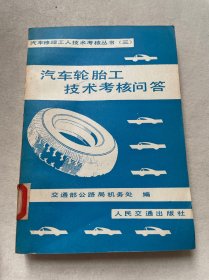 汽车修理工人技术考核丛书(三)
汽车轮胎工
技术考核问答
交通部公路局机务处 编
人民交通出版社